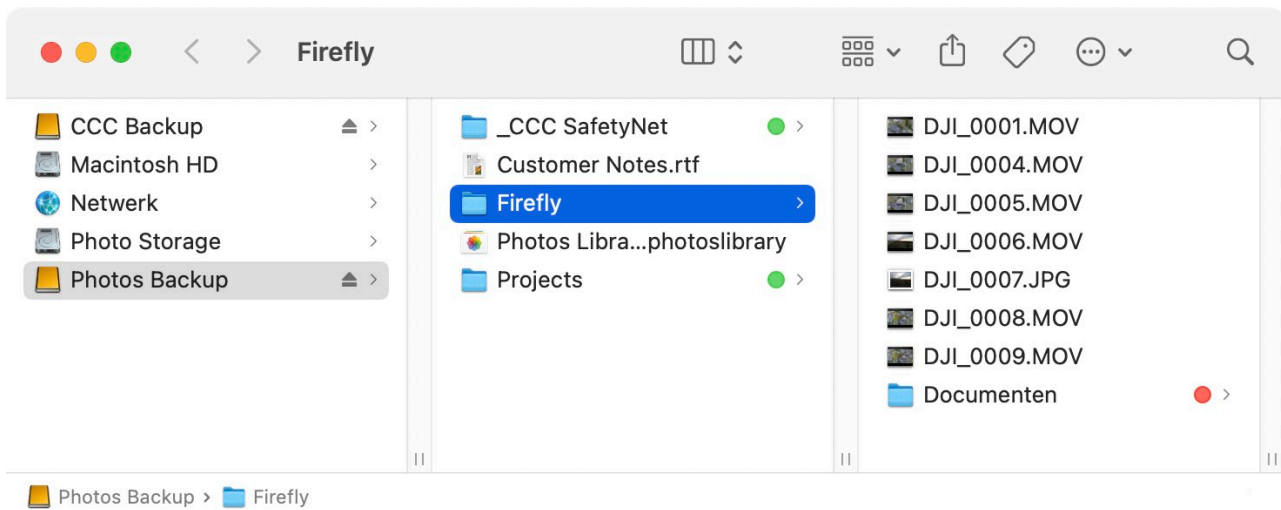 Firefly
CCC Backup
Macintosh HD
Netwerk
Photo Storage
Photos Backup
_CCC SafetyNet
Customer Notes.rtf
Firefly
Photos Libra...photoslibrary
Projects
DJI_0001.MOV
DJI_0004.MOV
DJI_0005.MOV
DJI_0006.MOV
DJI_0007.JPG
DJI_0008.MOV
DJI_0009.MOV
Documenten
Photos Backup › Firefly